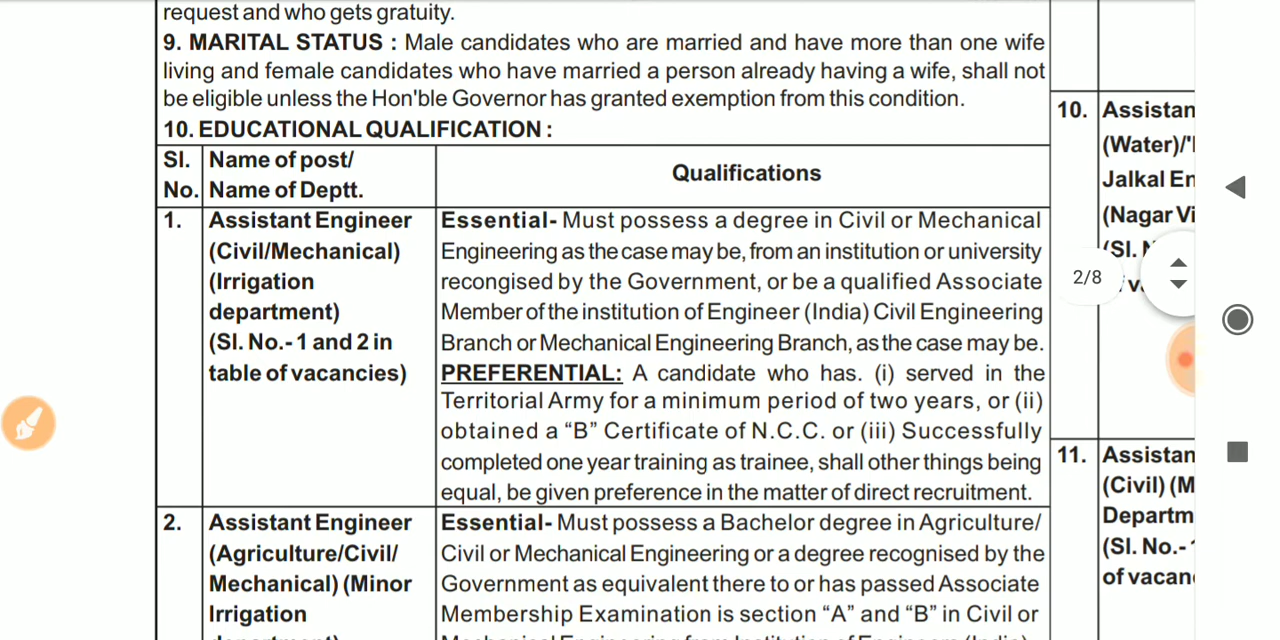 request and who gets gratuity.
9. MARITAL STATUS : Male candidates who are married and have more than one wife
living and female candidates who have married a person already having a wife, shall not
be eligible unless the Hon'ble Governor has granted exemption from this condition.
10. EDUCATIONAL QUALIFICATION :
Sl. No.
Name of post/
Name of Deptt.
Qualifications
1.
Assistant Engineer
(Civil/Mechanical)
(Irrigation
department)
(Sl. No.- 1 and 2 in
table of vacancies)
Essential- Must possess a degree in Civil or Mechanical
Engineering as the case may be, from an institution or university
recongised by the Government, or be a qualified Associate
Member of the institution of Engineer (India) Civil Engineering
Branch or Mechanical Engineering Branch, as the case may be.
PREFERENTIAL: A candidate who has. (i) served in the
Territorial Army for a minimum period of two years, or (ii)
obtained a “B” Certificate of N.C.C. or (iii) Successfully
completed one year training as trainee, shall other things being
equal, be given preference in the matter of direct recruitment.
2.
Assistant Engineer
(Agriculture/Civil/
Mechanical) (Minor
Irrigation
Essential- Must possess a Bachelor degree in Agriculture/
Civil or Mechanical Engineering or a degree recognised by the
Government as equivalent there to or has passed Associate
Membership Examination is section “A” and “B” in Civil or
Mechanical Engineering from Institution of Engineers (India)
10.
Assistan
(Water)/'
Jalkal En
(Nagar Vi
(Sl. N
2/8
11.
Assistan
(Civil) (M
Departm
(Sl. No.-
of vacan